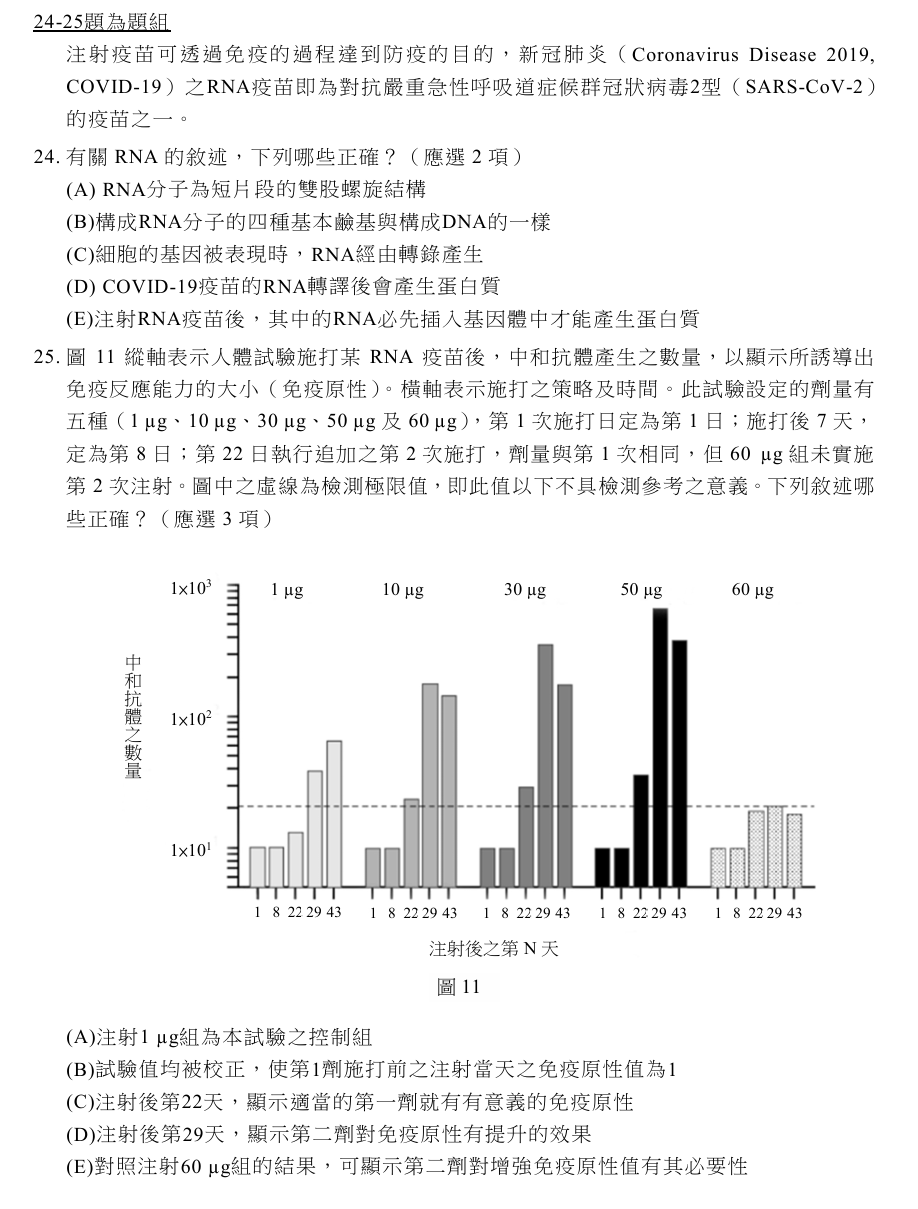 24-25題為題組
注射疫苗可透過免疫的過程達到防疫的目的，新冠肺炎（Coronavirus Disease 2019,
COVID-19）之RNA疫苗即為對抗嚴重急性呼吸道症候群冠狀病毒2型（SARS-CoV-2）
的疫苗之一。
24. 有關 RNA 的敘述，下列哪些正確？（應選 2 項）
(A) RNA分子為短片段的雙股螺旋結構
(B)構成RNA分子的四種基本鹼基與構成DNA的一樣
(C)細胞的基因被表現時，RNA經由轉錄產生
(D) COVID-19疫苗的RNA轉譯後會產生蛋白質
(E)注射RNA疫苗後，其中的RNA必先插入基因體中才能產生蛋白質
25. 圖 11 縱軸表示人體試驗施打某 RNA 疫苗後，中和抗體產生之數量，以顯示所誘導出
免疫反應能力的大小（免疫原性）。橫軸表示施打之策略及時間。此試驗設定的劑量有
五種（1 μg、10 μg、30 μg、50 μg 及 60 μg），第 1 次施打日定為第 1 日；施打後 7 天，
定為第 8 日；第 22 日執行追加之第 2 次施打，劑量與第 1 次相同，但 60 μg 組未實施
第 2 次注射。圖中之虛線為檢測極限值，即此值以下不具檢測參考之意義。下列敘述哪
些正確？（應選 3 項）
1×10³ 1 μg 10 μg 30 μg 50 μg 60 μg
中和抗體之數量
1×10²
1×10¹
1 8 22 29 43 1 8 22 29 43 1 8 22 29 43 1 8 22 29 43 1 8 22 29 43
注射後之第 N 天
圖 11
(A)注射1 μg組為本試驗之控制組
(B)試驗值均被校正，使第1劑施打前之注射當天之免疫原性值為1
(C)注射後第22天，顯示適當的第一劑就有有意義的免疫原性
(D)注射後第29天，顯示第二劑對免疫原性有提升的效果
(E)對照注射60 μg組的結果，可顯示第二劑對增強免疫原性值有其必要性